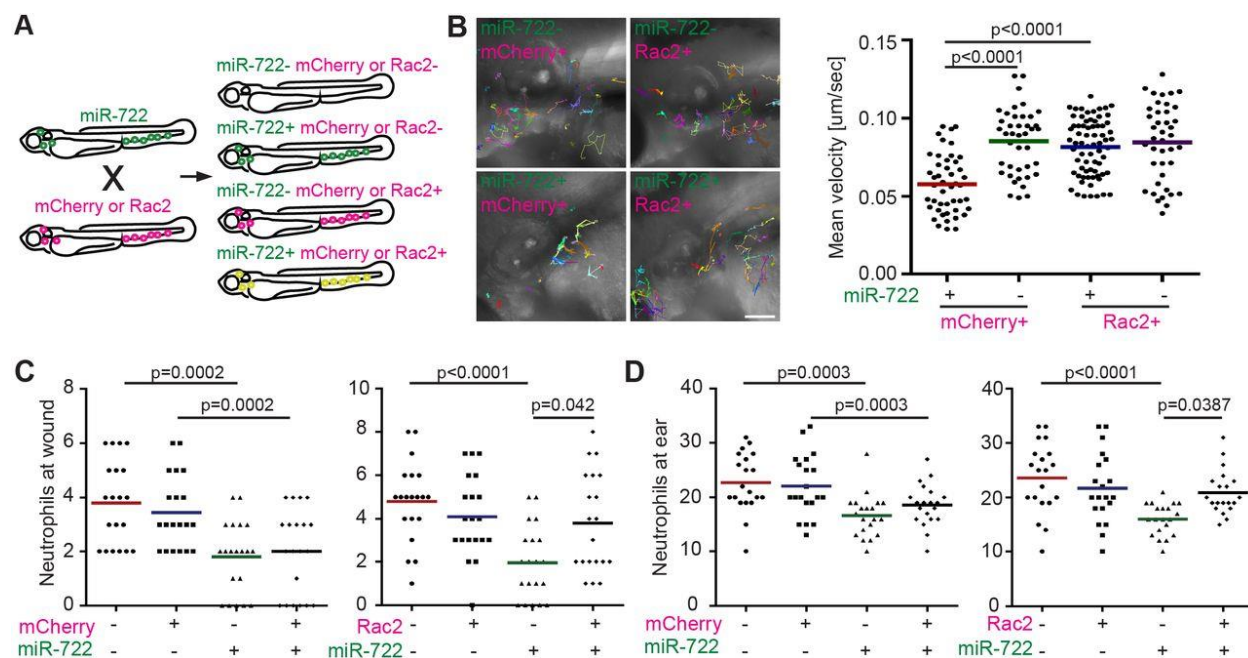 A
miR-722
X
mCherry or Rac2
miR-722- mCherry or Rac2-
miR-722+ mCherry or Rac2-
miR-722- mCherry or Rac2+
miR-722+ mCherry or Rac2+
B
miR-722-
mCherry+
miR-722-
Rac2+
miR-722+
mCherry+
miR-722+
Rac2+
Mean velocity [um/sec]
0.15
0.10
0.05
0.00
p<0.0001
p<0.0001
miR-722 + - + -
mCherry+ Rac2+
C
Neutrophils at wound
8
6
4
2
0
p=0.0002
p=0.0002
mCherry - + - +
miR-722 - - + +
10
8
6
4
2
0
p<0.0001
p=0.042
Rac2 - + - +
miR-722 - - + +
D
Neutrophils at ear
40
30
20
10
0
p=0.0003
p=0.0003
mCherry - + - +
miR-722 - - + +
40
30
20
10
0
p<0.0001
p=0.0387
Rac2 - + - +
miR-722 - - + +